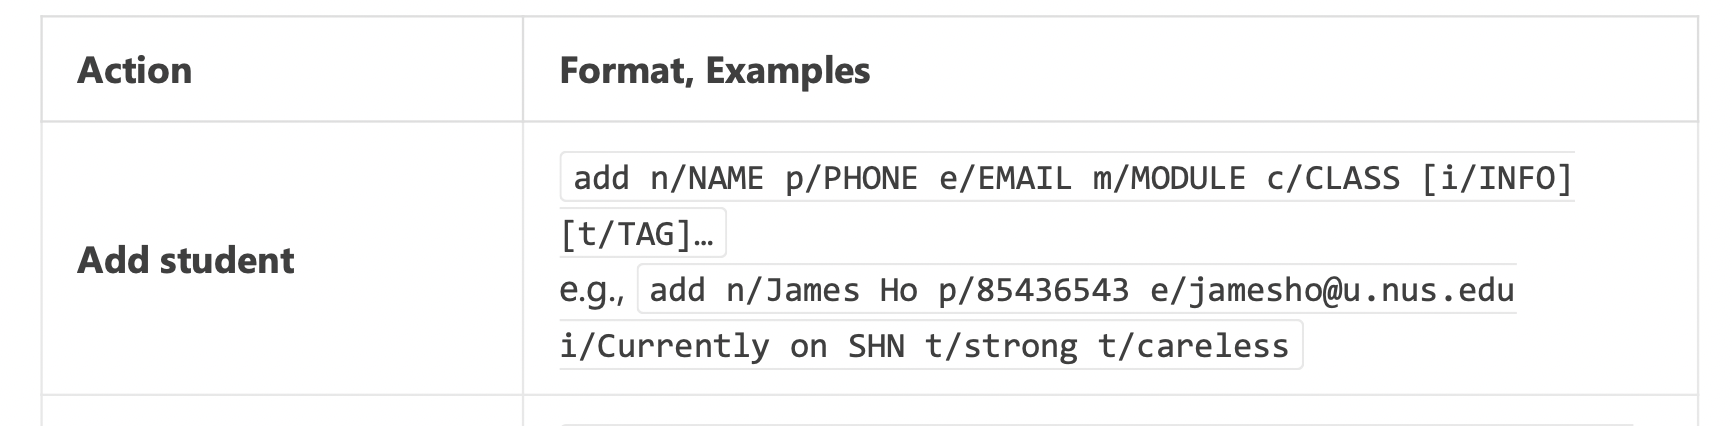 Action
Format, Examples
Add student
add n/NAME p/PHONE e/EMAIL m/MODULE c/CLASS [i/INFO]
[t/TAG]…
e.g., add n/James Ho p/85436543 e/jamesho@u.nus.edu
i/Currently on SHN t/strong t/careless